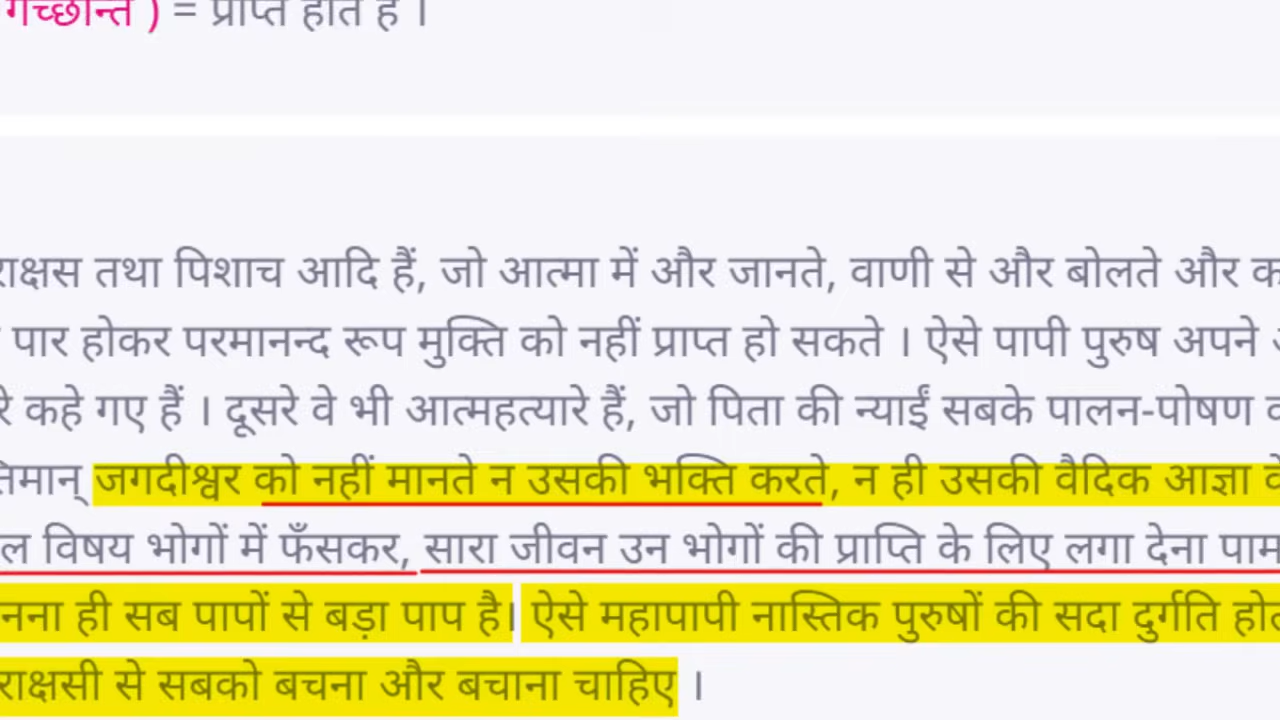 गच्छन्ति ) = प्राप्त होते हैं ।
राक्षस तथा पिशाच आदि हैं, जो आत्मा में और जानते, वाणी से और बोलते और
पार होकर परमानन्द रूप मुक्ति को नहीं प्राप्त हो सकते । ऐसे पापी पुरुष अपने
कहे गए हैं । दूसरे वे भी आत्महत्यारे हैं, जो पिता की न्याईं सबके पालन-पोषण
जगदीश्वर को नहीं मानते न उसकी भक्ति करते, न ही उसकी वैदिक आज्ञा
विषय भोगों में फँसकर, सारा जीवन उन भोगों की प्राप्ति के लिए लगा देना
ही सब पापों से बड़ा पाप है। ऐसे महापापी नास्तिक पुरुषों की सदा दुर्गति
राक्षसी से सबको बचना और बचाना चाहिए ।